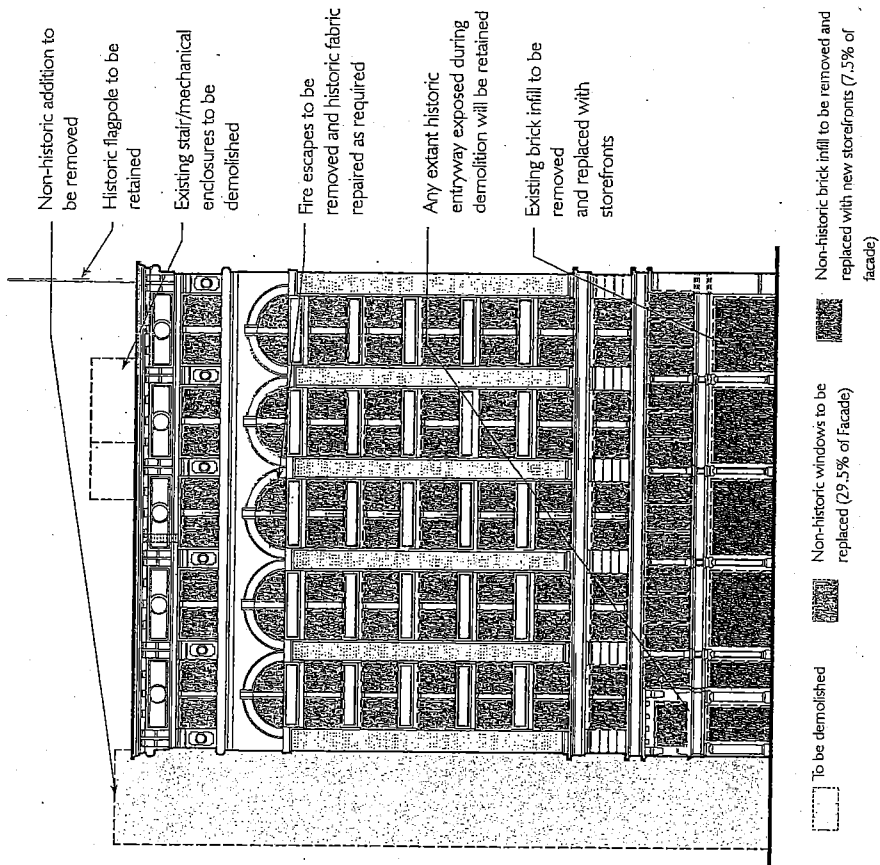 Non-historic addition to
be removed
Historic flagpole to be
retained
Existing stair/mechanical
enclosures to be
demolished
Fire escapes to be
removed and historic fabric
repaired as required
Any extant historic
entryway exposed during
demolition will be retained
Existing brick infill to be
removed
and replaced with
storefronts
To be demolished
Non-historic windows to be
replaced (29.5% of Facade)
Non-historic brick infill to be removed and
replaced with new storefronts (7.5% of
facade)